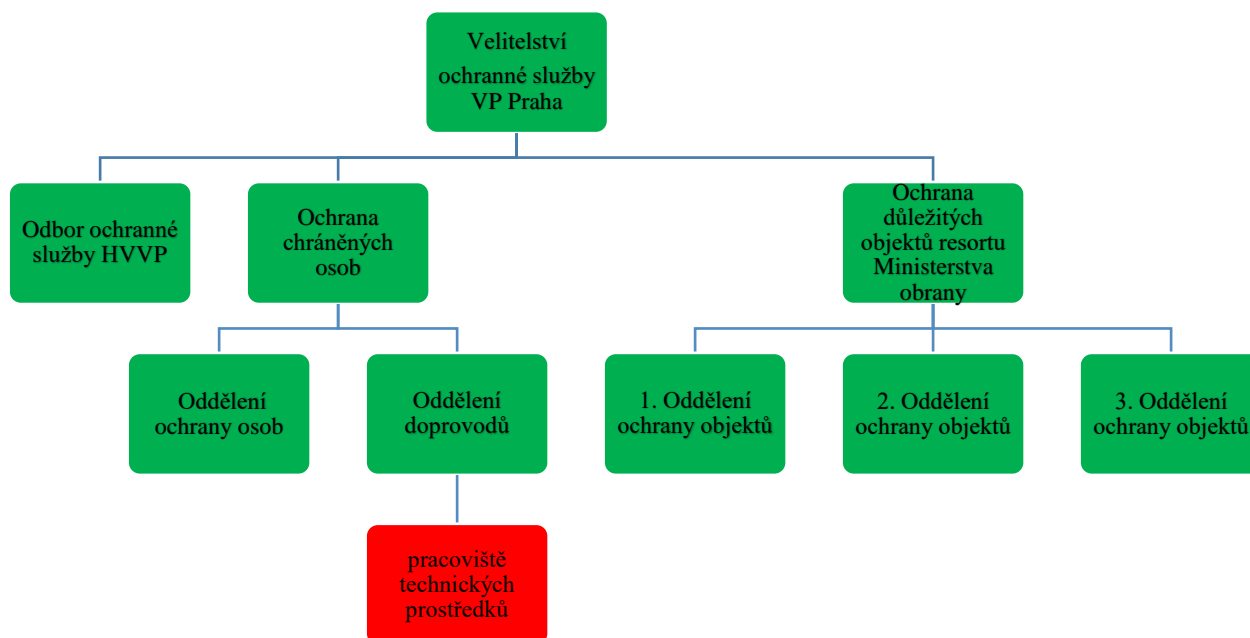 Velitelství
ochranné služby
VP Praha
Odbor ochranné
služby HVVP
Ochrana
chráněných
osob
Ochrana
důležitých
objektů resortu
Ministerstva
obrany
Oddělení
ochrany osob
Oddělení
doprovodů
1. Oddělení
ochrany objektů
2. Oddělení
ochrany objektů
3. Oddělení
ochrany objektů
pracoviště
technických
prostředků